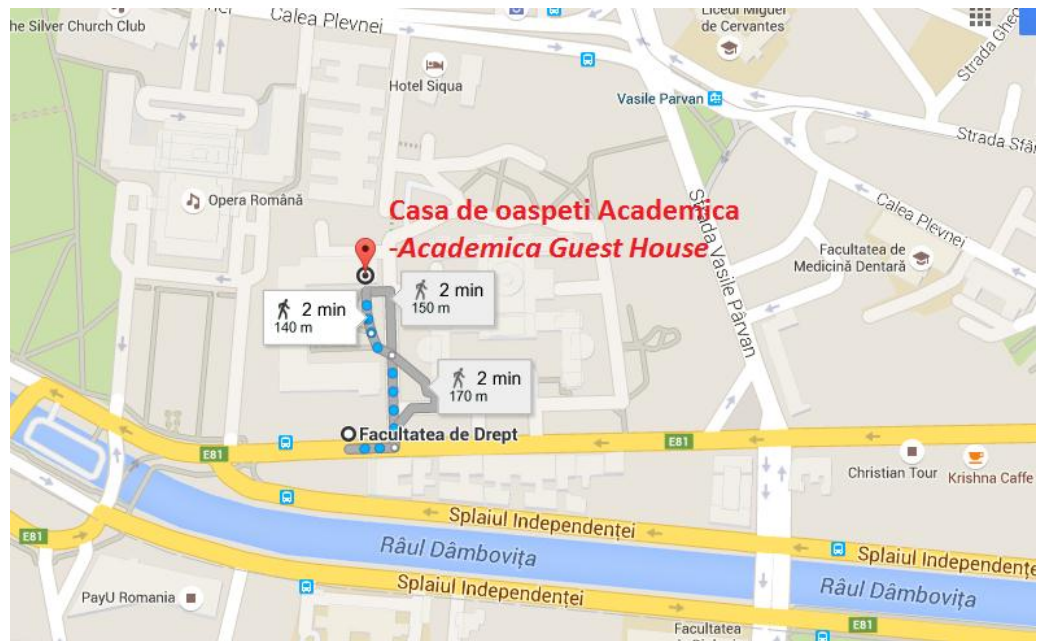 he Silver Church Club
Calea Plevnei
Liceul Miguel
de Cervantes
Hotel Siqua
Vasile Parvan
Strada Gheo
Strada Sfân
Opera Română
Casa de oaspeti Academica
-Academica Guest House
Strada Vasile Pârvan
Calea Plevnei
Facultatea de
Medicină Dentară
2 min
140 m
2 min
150 m
2 min
170 m
Facultatea de Drept
E81
E81
Christian Tour
Krishna Caffe
Splaiul Independenței
E81
Râul Dâmbovița
Splaiul Independențe
Splaiul Independenței
Râul Dâmbovița
PayU Romania
E81
Facultatea